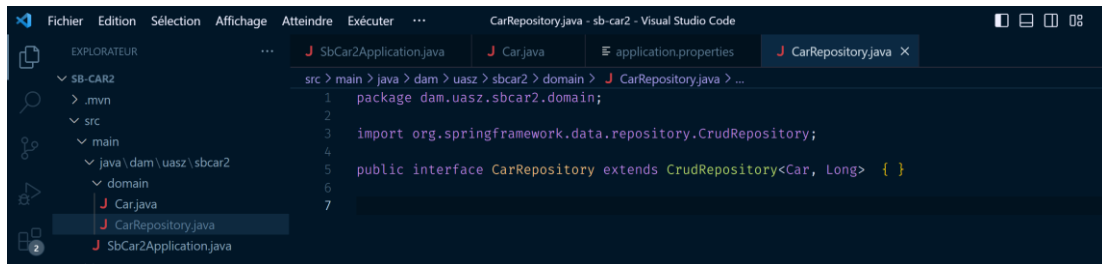 Fichier Edition Sélection Affichage Atteindre Exécuter ··· CarRepository.java - sb-car2 - Visual Studio Code
EXPLORATEUR ···
SB-CAR2
.mvn
src
main
java\dam\uasz\sbcar2
domain
J Car.java
J CarRepository.java
J SbCar2Application.java
2
J SbCar2Application.java J Car.java application.properties J CarRepository.java ×
src > main > java > dam > uasz > sbcar2 > domain > J CarRepository.java > ...
1 package dam.uasz.sbcar2.domain;
2
3 import org.springframework.data.repository.CrudRepository;
4
5 public interface CarRepository extends CrudRepository<Car, Long> { }
6
7